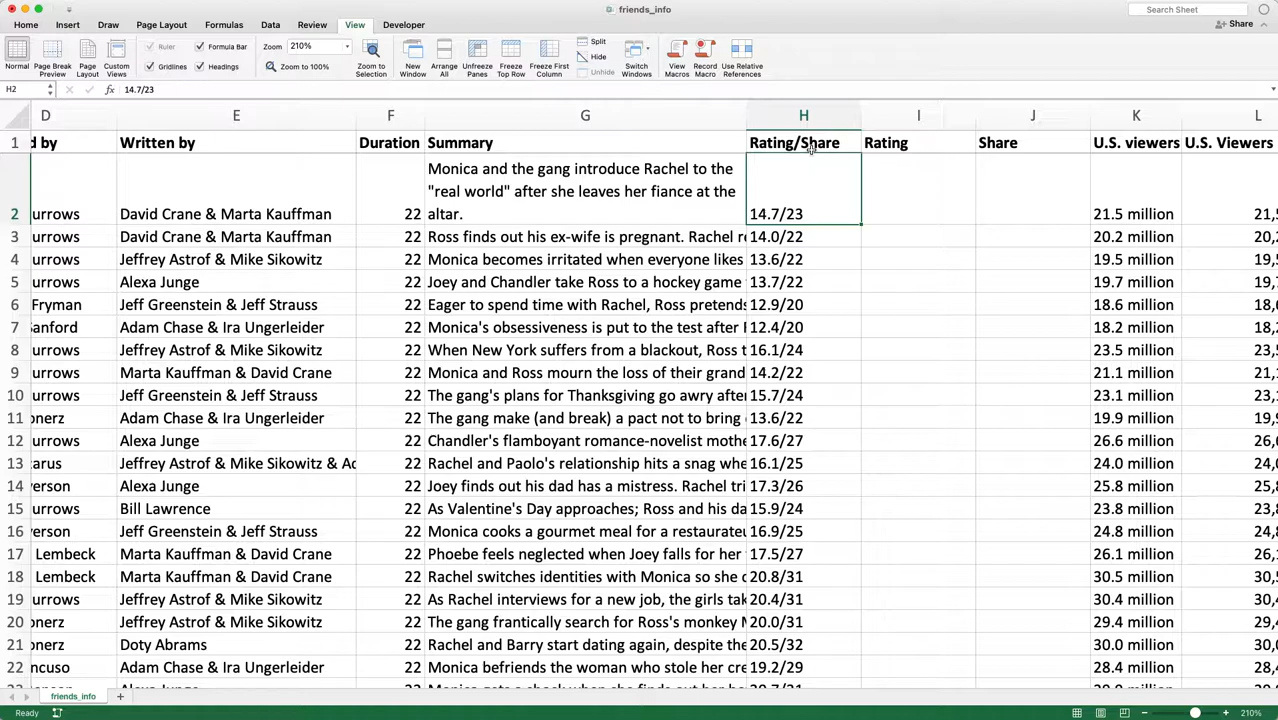 friends_info
Search Sheet
Home Insert Draw Page Layout Formulas Data Review View Developer
Share
Normal
Page Break Preview
Page Layout
Custom Views
Ruler
Formula Bar
Gridlines
Headings
Zoom 210%
Zoom to 100%
Zoom to Selection
New Window
Arrange All
Unfreeze Panes
Freeze Top Row
Freeze First Column
Split
Hide
Unhide
Switch Windows
View Macros
Record Macro
Use Relative References
H2 fx 14.7/23
D E F G H I J K L
1 d by Written by Duration Summary Rating/Share Rating Share U.S. viewers U.S. Viewers
Monica and the gang introduce Rachel to the
"real world" after she leaves her fiance at the
2 urrows David Crane & Marta Kauffman 22 altar. 14.7/23 21.5 million 21,5
3 urrows David Crane & Marta Kauffman 22 Ross finds out his ex-wife is pregnant. Rachel re 14.0/22 20.2 million 20,2
4 urrows Jeffrey Astrof & Mike Sikowitz 22 Monica becomes irritated when everyone likes 13.6/22 19.5 million 19,5
5 urrows Alexa Junge 22 Joey and Chandler take Ross to a hockey game 13.7/22 19.7 million 19,
6 Fryman Jeff Greenstein & Jeff Strauss 22 Eager to spend time with Rachel, Ross pretends 12.9/20 18.6 million 18,6
7 Sanford Adam Chase & Ira Ungerleider 22 Monica's obsessiveness is put to the test after 12.4/20 18.2 million 18,2
8 urrows Jeffrey Astrof & Mike Sikowitz 22 When New York suffers from a blackout, Ross t 16.1/24 23.5 million 23,5
9 urrows Marta Kauffman & David Crane 22 Monica and Ross mourn the loss of their grand 14.2/22 21.1 million 21,
10 urrows Jeff Greenstein & Jeff Strauss 22 The gang's plans for Thanksgiving go awry after 15.7/24 23.1 million 23,
11 onerz Adam Chase & Ira Ungerleider 22 The gang make (and break) a pact not to bring 13.6/22 19.9 million 19,9
12 urrows Alexa Junge 22 Chandler's flamboyant romance-novelist mothe 17.6/27 26.6 million 26,6
13 arus Jeffrey Astrof & Mike Sikowitz & Ad 22 Rachel and Paolo's relationship hits a snag whe 16.1/25 24.0 million 24,0
14 yerson Alexa Junge 22 Joey finds out his dad has a mistress. Rachel tri 17.3/26 25.8 million 25,8
15 urrows Bill Lawrence 22 As Valentine's Day approaches; Ross and his da 15.9/24 23.8 million 23,8
16 yerson Jeff Greenstein & Jeff Strauss 22 Monica cooks a gourmet meal for a restaurateu 16.9/25 24.8 million 24,8
17 Lembeck Marta Kauffman & David Crane 22 Phoebe feels neglected when Joey falls for her 17.5/27 26.1 million 26,
18 Lembeck Marta Kauffman & David Crane 22 Rachel switches identities with Monica so she c 20.8/31 30.5 million 30,5
19 urrows Jeffrey Astrof & Mike Sikowitz 22 As Rachel interviews for a new job, the girls tak 20.4/31 30.4 million 30,4
20 onerz Jeffrey Astrof & Mike Sikowitz 22 The gang frantically search for Ross's monkey M 20.0/31 29.4 million 29,4
21 onerz Doty Abrams 22 Rachel and Barry start dating again, despite the 20.5/32 30.0 million 30,0
22 ncuso Adam Chase & Ira Ungerleider 22 Monica befriends the woman who stole her cre 19.2/29 28.4 million 28,4
friends_info
Ready 210%